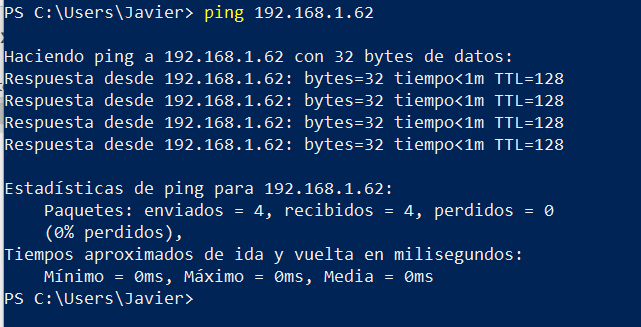 PS C:\Users\Javier> ping 192.168.1.62
Haciendo ping a 192.168.1.62 con 32 bytes de datos:
Respuesta desde 192.168.1.62: bytes=32 tiempo<1m TTL=128
Respuesta desde 192.168.1.62: bytes=32 tiempo<1m TTL=128
Respuesta desde 192.168.1.62: bytes=32 tiempo<1m TTL=128
Respuesta desde 192.168.1.62: bytes=32 tiempo<1m TTL=128
Estadísticas de ping para 192.168.1.62:
Paquetes: enviados = 4, recibidos = 4, perdidos = 0
(0% perdidos),
Tiempos aproximados de ida y vuelta en milisegundos:
Mínimo = 0ms, Máximo = 0ms, Media = 0ms
PS C:\Users\Javier>